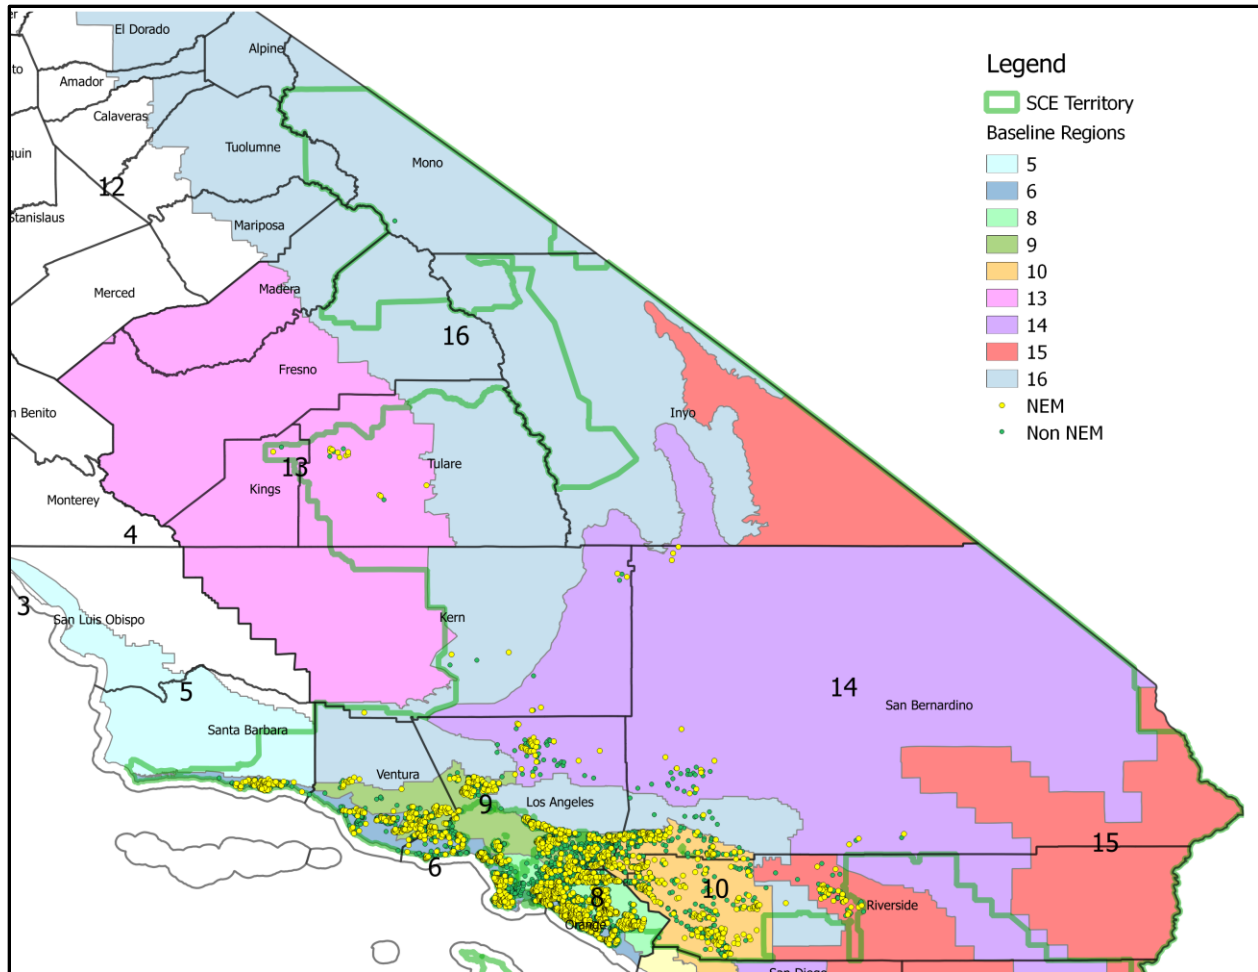 El Dorado
Alpine
Amador
Calaveras
Tuolumne
Mono
12
Stanislaus
Mariposa
Merced
Madera
16
Fresno
Inyo
Tulare
13
Kings
Monterey
4
3
San Luis Obispo
Kern
5
14
San Bernardino
Santa Barbara
Ventura
9
Los Angeles
15
6
10
8
Riverside
Orange
San Diego
Legend
SCE Territory
Baseline Regions
5
6
8
9
10
13
14
15
16
NEM
Non NEM